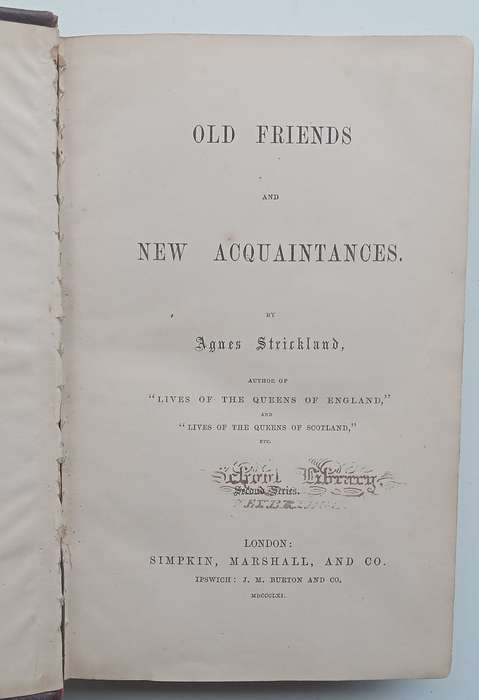 OLD FRIENDS
AND
NEW ACQUAINTANCES.
BY
Agnes Strickland,
AUTHOR OF
"LIVES OF THE QUEENS OF ENGLAND,"
AND
"LIVES OF THE QUEENS OF SCOTLAND,"
ETC.
School Library
Second Series.
LONDON:
SIMPKIN, MARSHALL, AND CO.
IPSWICH: J. M. BURTON AND CO.
MDCCCLXI.